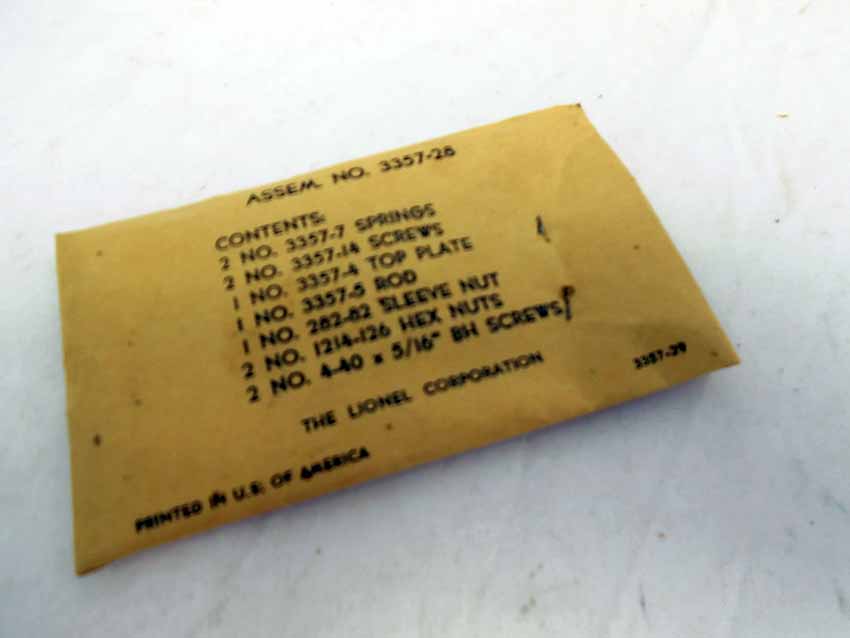 ASSEM. NO. 3357-28
CONTENTS:
2 NO. 3357-7 SPRINGS
2 NO. 3357-14 SCREWS
1 NO. 3357-4 TOP PLATE
1 NO. 3357-5 ROD
1 NO. 282-82 SLEEVE NUT
2 NO. 1214-126 HEX NUTS
2 NO. 4-40 x 5/16" BH SCREWS
THE LIONEL CORPORATION
3357-29
PRINTED IN U.S. OF AMERICA